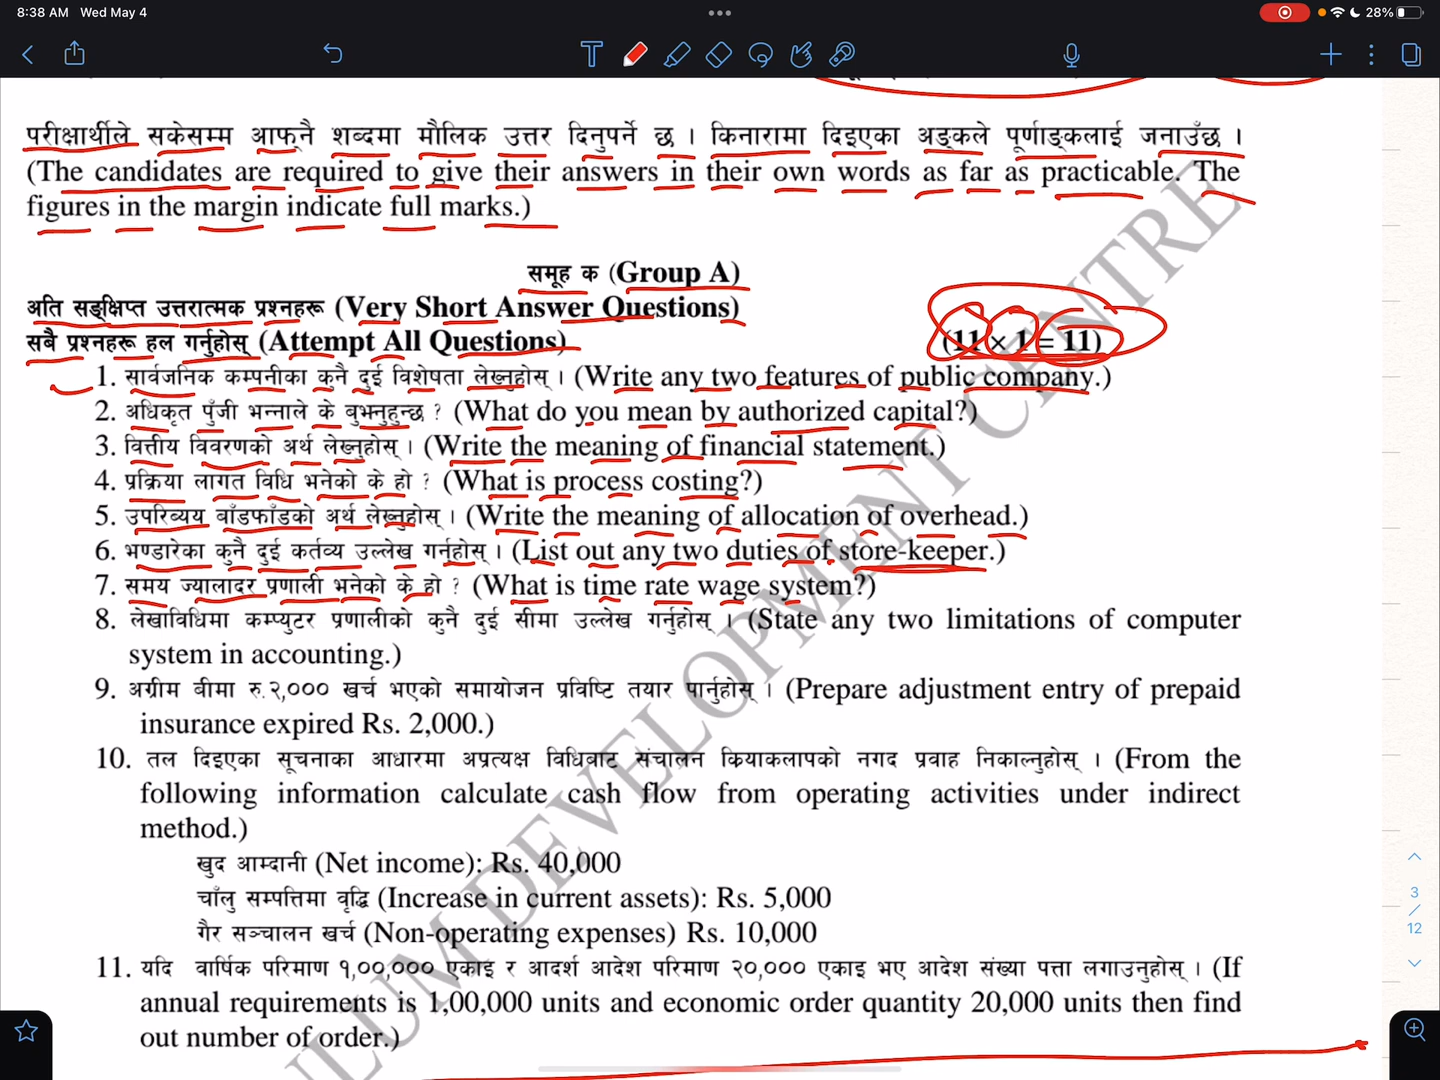 8:38 AM Wed May 4
28%
परीक्षार्थीले सकेसम्म आफ्नै शब्दमा मौलिक उत्तर दिनुपर्ने छ । किनारामा दिइएका अङ्कले पूर्णाङ्कलाई जनाउँछ ।
(The candidates are required to give their answers in their own words as far as practicable. The
figures in the margin indicate full marks.)
समूह क (Group A)
अति सङ्क्षिप्त उत्तरात्मक प्रश्नहरू (Very Short Answer Questions)
सबै प्रश्नहरू हल गर्नुहोस् (Attempt All Questions) (11 × 1 = 11)
1. सार्वजनिक कम्पनीका कुनै दुई विशेषता लेख्नुहोस् । (Write any two features of public company.)
2. अधिकृत पुँजी भन्नाले के बुझ्नुहुन्छ ? (What do you mean by authorized capital?)
3. वित्तीय विवरणको अर्थ लेख्नुहोस् । (Write the meaning of financial statement.)
4. प्रक्रिया लागत विधि भनेको के हो ? (What is process costing?)
5. उपरिव्यय बाँडफाँडको अर्थ लेख्नुहोस् । (Write the meaning of allocation of overhead.)
6. भण्डारेका कुनै दुई कर्तव्य उल्लेख गर्नुहोस् । (List out any two duties of store-keeper.)
7. समय ज्यालादर प्रणाली भनेको के हो ? (What is time rate wage system?)
8. लेखाविधिमा कम्प्युटर प्रणालीको कुनै दुई सीमा उल्लेख गर्नुहोस् । (State any two limitations of computer
system in accounting.)
9. अग्रीम बीमा रु.२,००० खर्च भएको समायोजन प्रविष्टि तयार पार्नुहोस् । (Prepare adjustment entry of prepaid
insurance expired Rs. 2,000.)
10. तल दिइएका सूचनाका आधारमा अप्रत्यक्ष विधिबाट संचालन कियाकलापको नगद प्रवाह निकाल्नुहोस् । (From the
following information calculate cash flow from operating activities under indirect
method.)
खुद आम्दानी (Net income): Rs. 40,000
चाँलु सम्पत्तिमा वृद्धि (Increase in current assets): Rs. 5,000
गैर सञ्चालन खर्च (Non-operating expenses) Rs. 10,000
11. यदि वार्षिक परिमाण १,००,००० एकाइ र आदर्श आदेश परिमाण २०,००० एकाइ भए आदेश संख्या पत्ता लगाउनुहोस् । (If
annual requirements is 1,00,000 units and economic order quantity 20,000 units then find
out number of order.)
3
/
12
ULUM DEVELOPMENT CENTRE